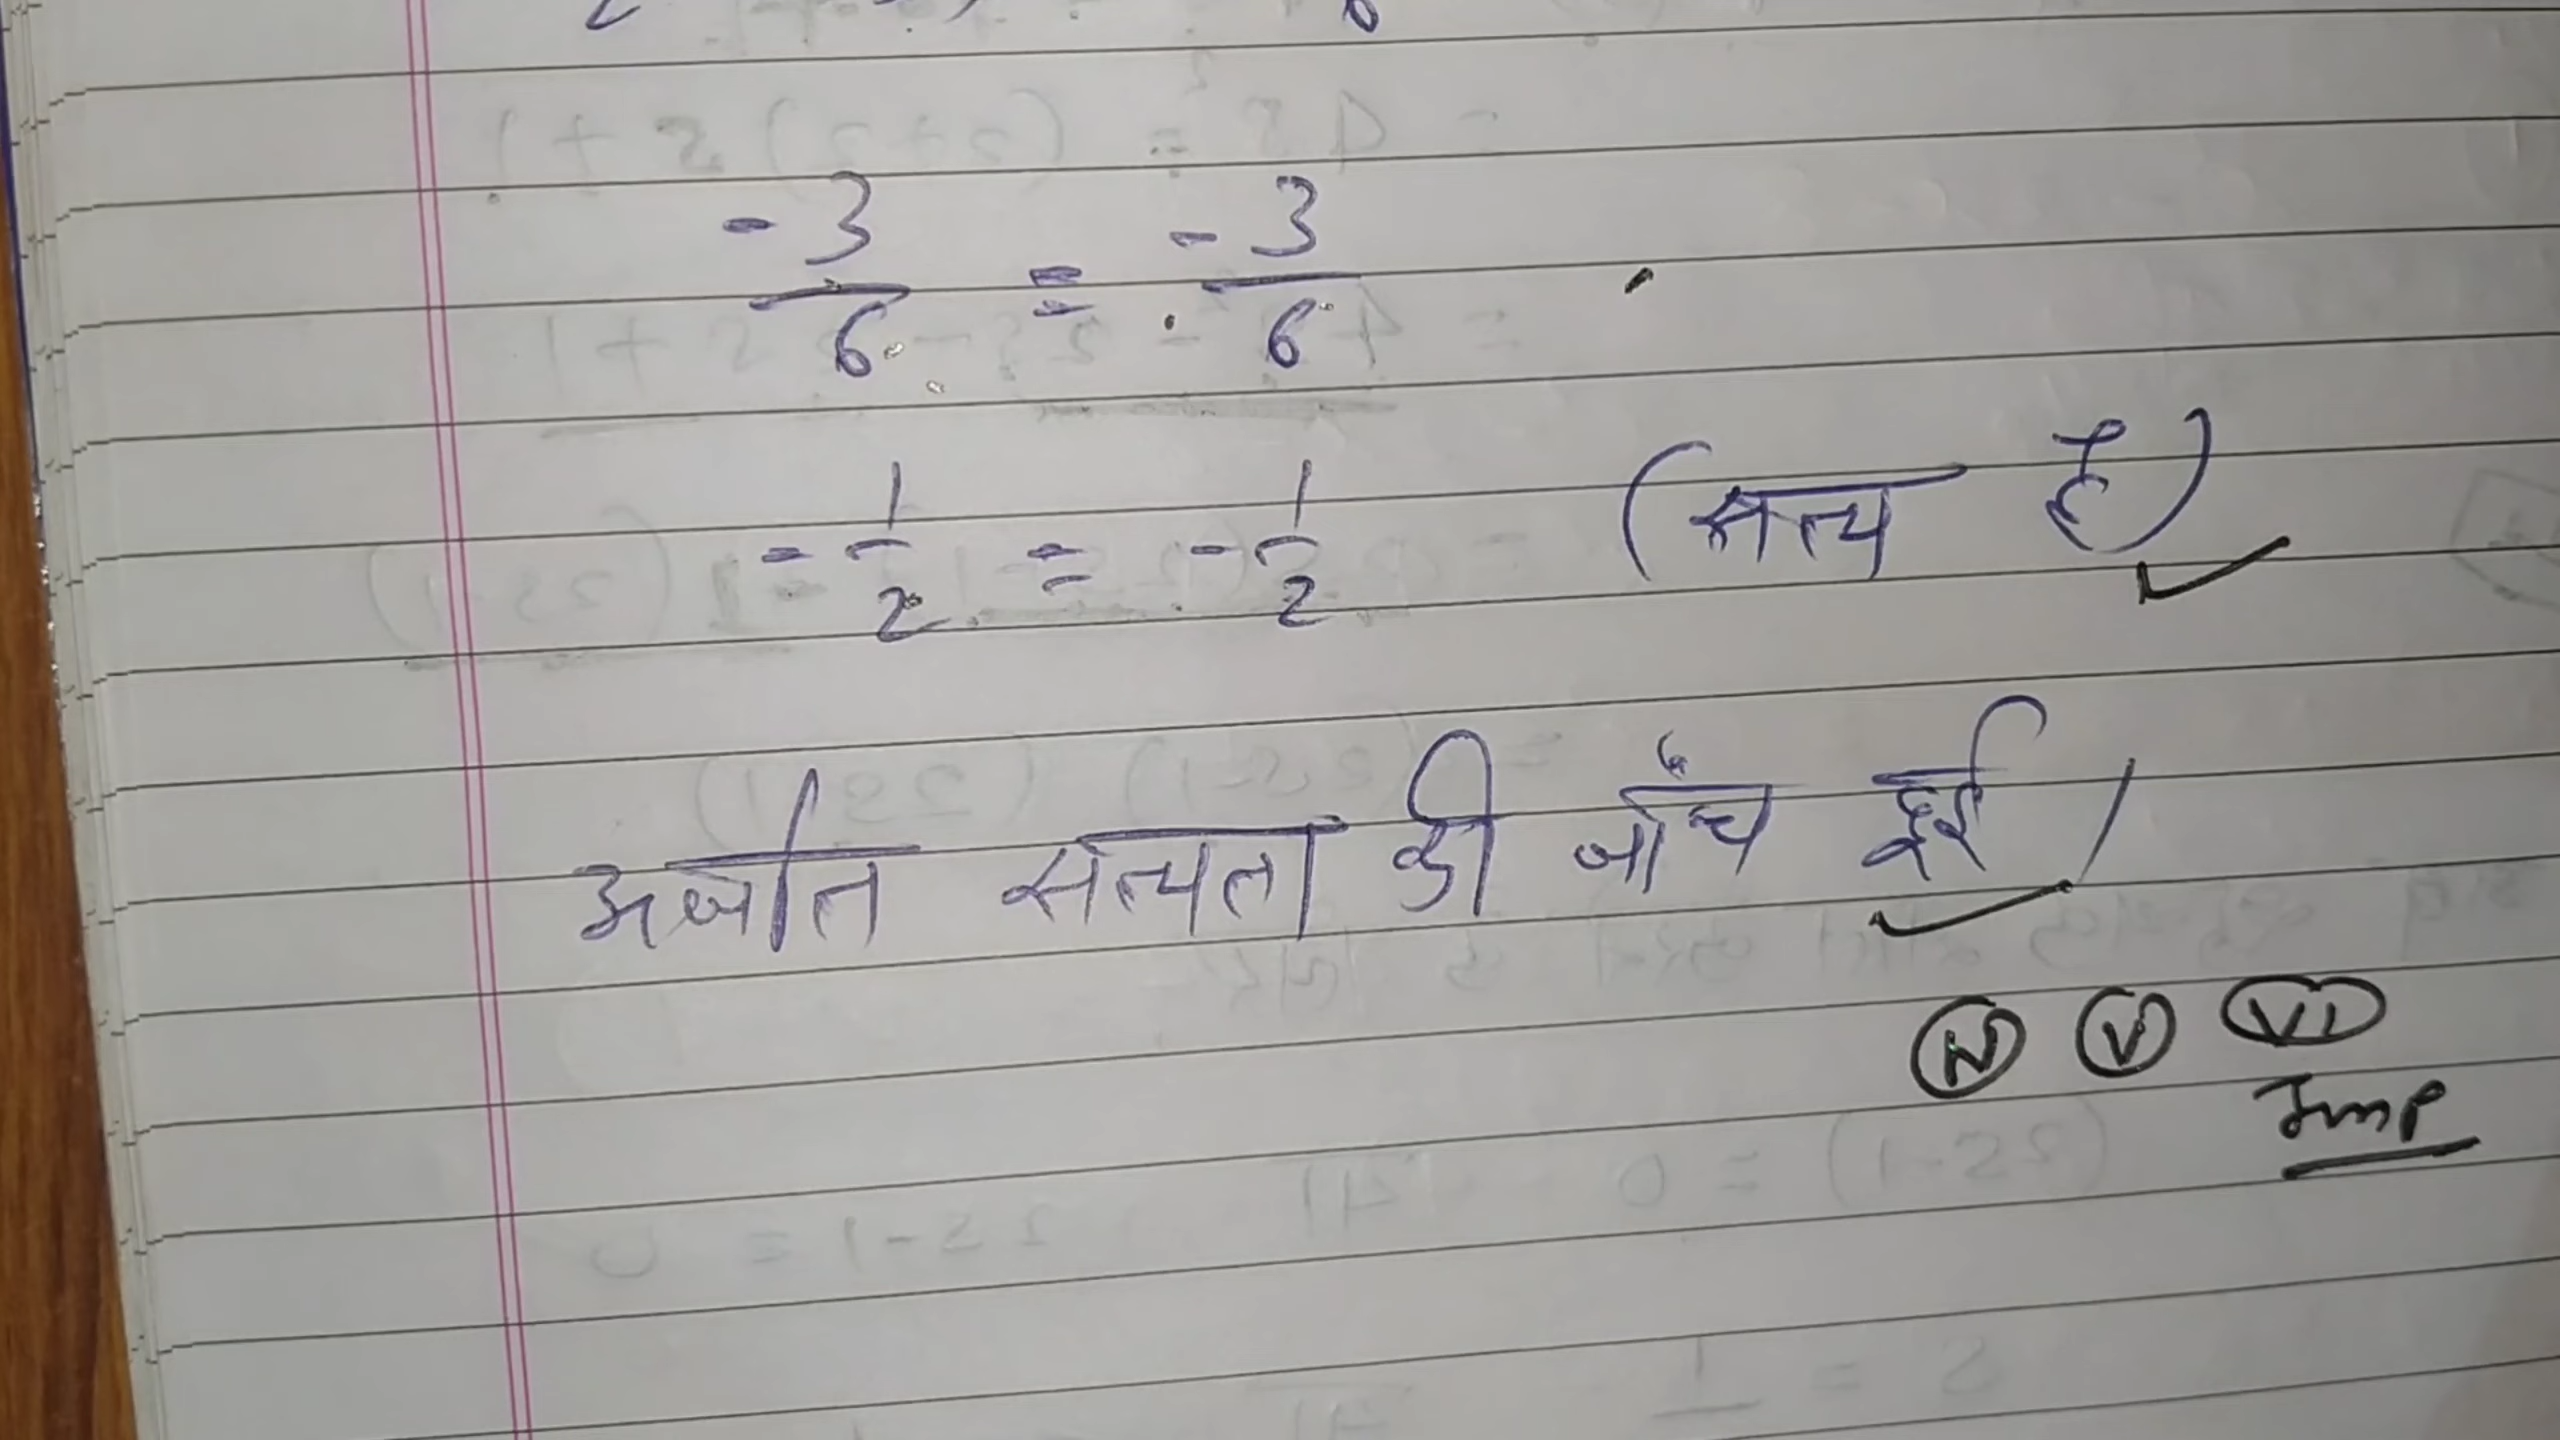 -3/6 = -3/6
-1/2 = -1/2 (सत्य है)
अर्थात सत्यता की जाँच हुई।
IV V VI
Imp